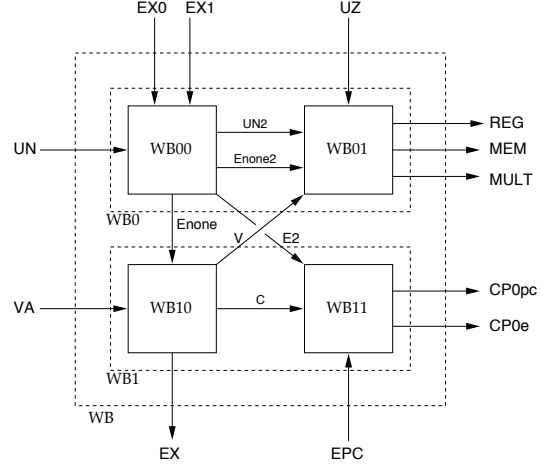 EX0 EX1 UZ
UN2
REG
UN WB00 WB01 MEM
Enone2
MULT
WB0 Enone V E2
CP0pc
VA WB10 C WB11
CP0e
WB1
WB
EX EPC